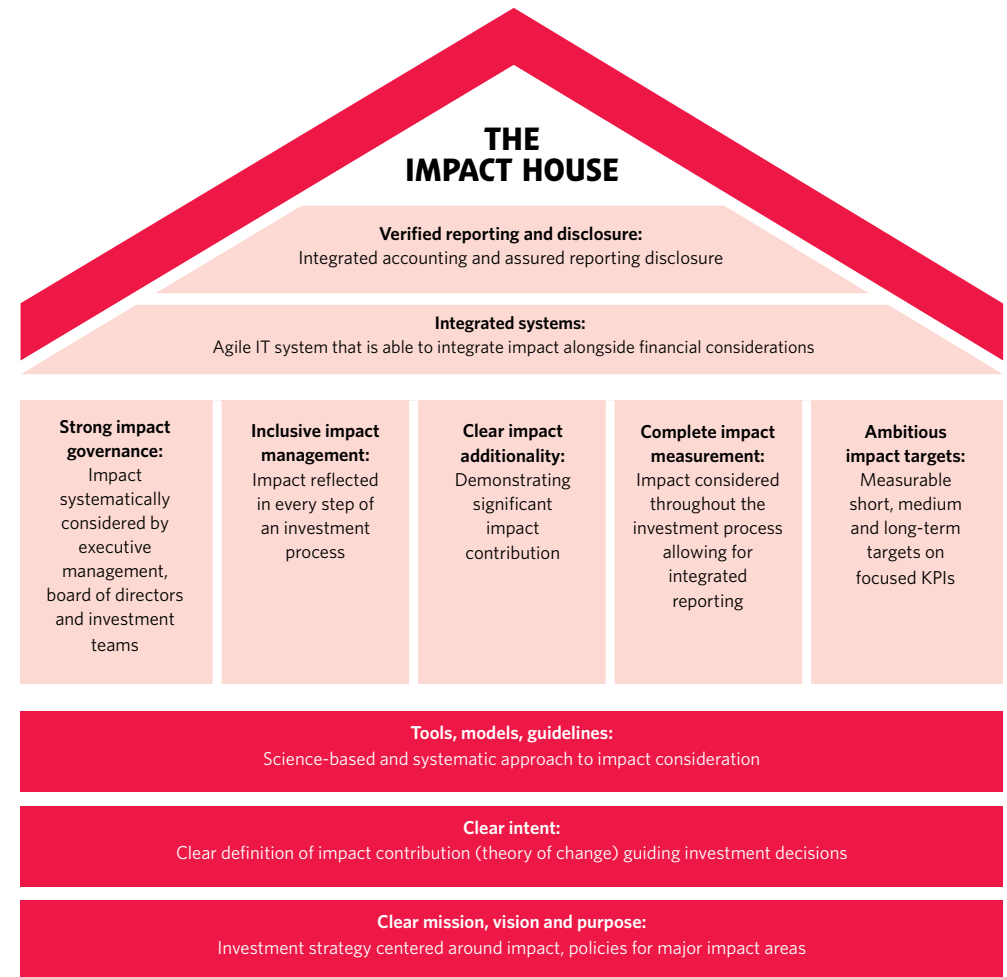 THE
IMPACT HOUSE
Verified reporting and disclosure:
Integrated accounting and assured reporting disclosure
Integrated systems:
Agile IT system that is able to integrate impact alongside financial considerations
Strong impact
governance:
Impact
systematically
considered by
executive
management,
board of directors
and investment
teams
Inclusive impact
management:
Impact reflected
in every step of
an investment
process
Clear impact
additionality:
Demonstrating
significant
impact
contribution
Complete impact
measurement:
Impact considered
throughout the
investment process
allowing for
integrated
reporting
Ambitious
impact targets:
Measurable
short, medium
and long-term
targets on
focused KPIs
Tools, models, guidelines:
Science-based and systematic approach to impact consideration
Clear intent:
Clear definition of impact contribution (theory of change) guiding investment decisions
Clear mission, vision and purpose:
Investment strategy centered around impact, policies for major impact areas